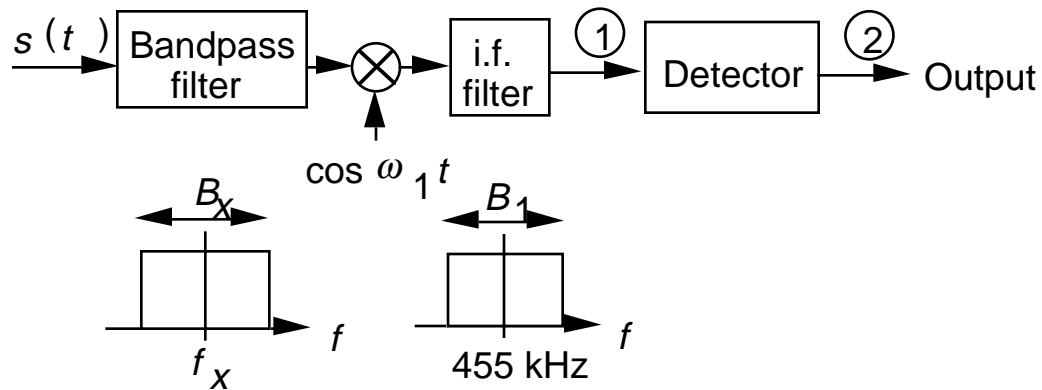 s(t)
Bandpass filter
i.f. filter
1
Detector
2
Output
cos ω₁t
Bₓ
B₁
f
fₓ
f
455 kHz